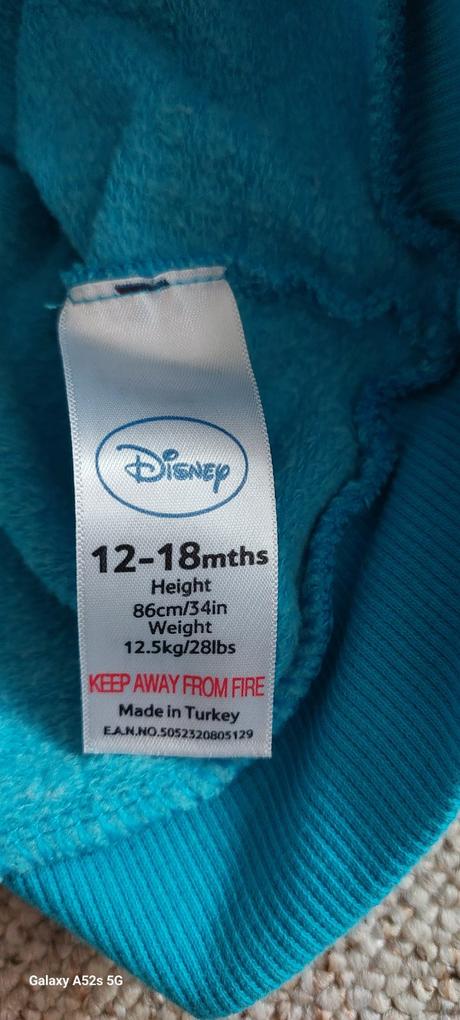 Disney
12-18mths
Height
86cm/34in
Weight
12.5kg/28lbs
KEEP AWAY FROM FIRE
Made in Turkey
E.A.N.NO.5052320805129
Galaxy A52s 5G